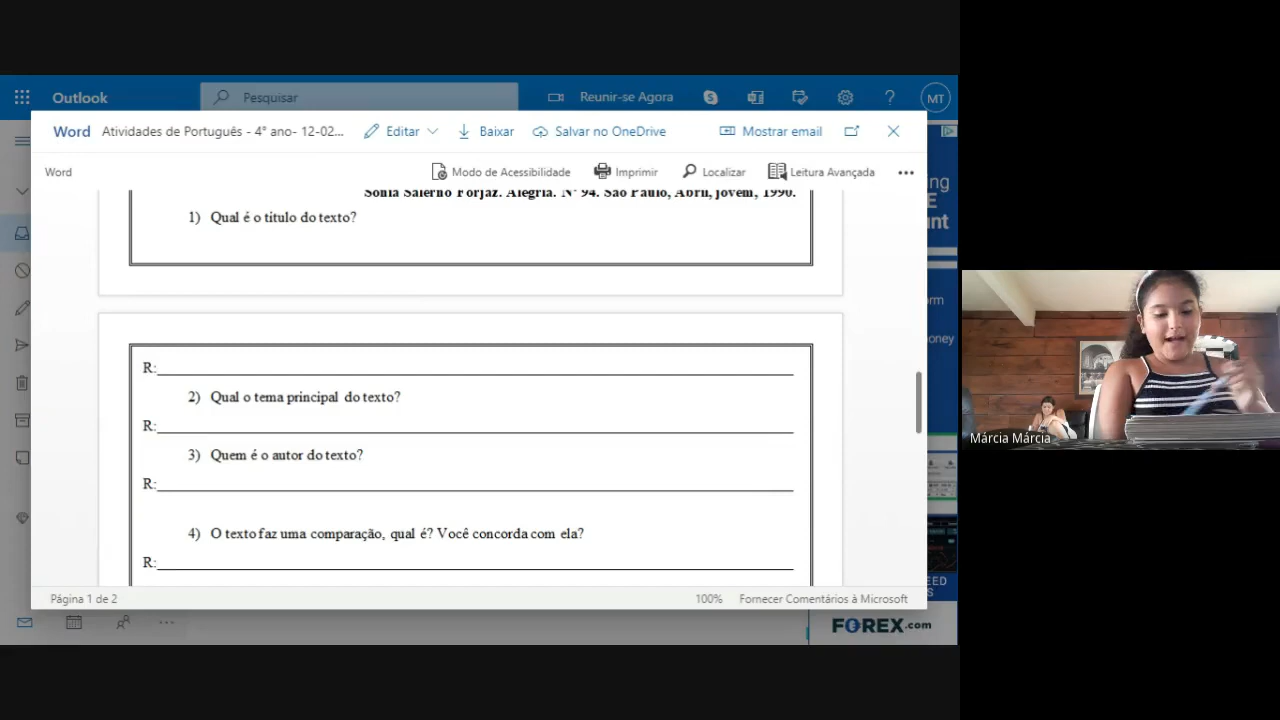 Outlook
Pesquisar
Reunir-se Agora
MT
Word Atividades de Português - 4° ano- 12-02...
Editar
Baixar
Salvar no OneDrive
Mostrar email
Word
Modo de Acessibilidade
Imprimir
Localizar
Leitura Avançada
Sonia Salerno Forjaz. Alegria. N° 94. São Paulo, Abril, jovem, 1990.
1) Qual é o titulo do texto?
R:
2) Qual o tema principal do texto?
R:
3) Quem é o autor do texto?
R:
4) O texto faz uma comparação, qual é? Você concorda com ela?
R:
Página 1 de 2
100%
Fornecer Comentários à Microsoft
FOREX.com
Márcia Márcia